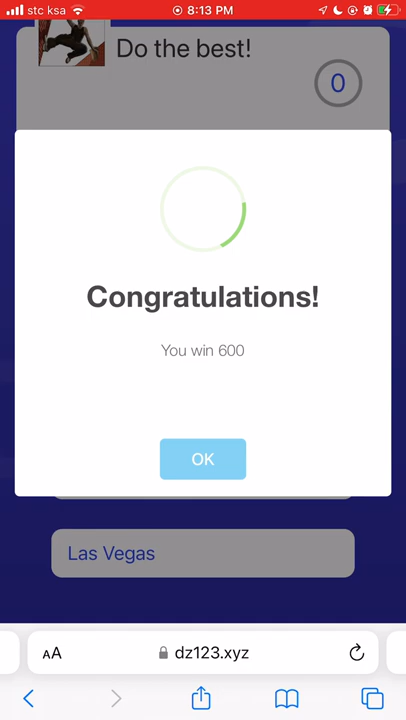 stc ksa
8:13 PM
Do the best!
0
Congratulations!
You win 600
OK
Las Vegas
AA
dz123.xyz